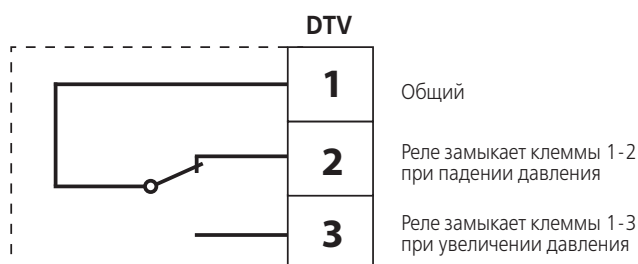 DTV
1
Общий
2
Реле замыкает клеммы 1-2
при падении давления
3
Реле замыкает клеммы 1-3
при увеличении давления